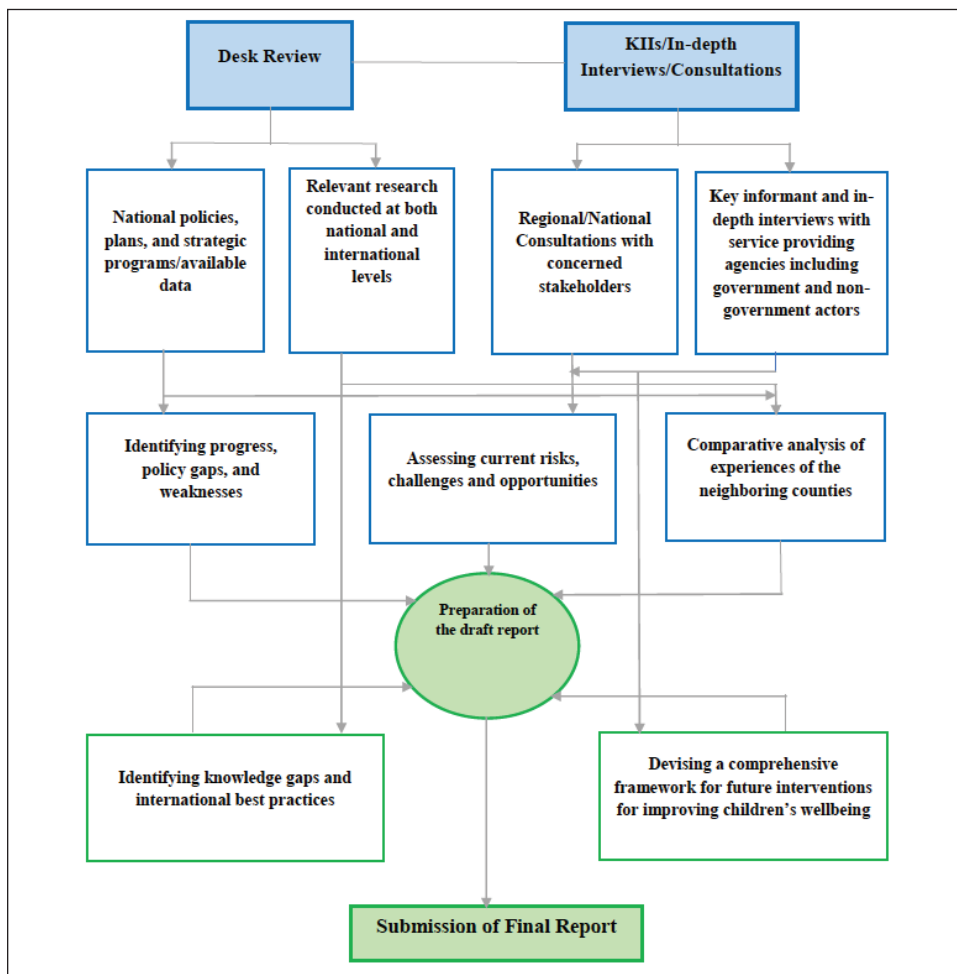 Desk Review
KIIs/In-depth
Interviews/Consultations
National policies,
plans, and strategic
programs/available
data
Relevant research
conducted at both
national and
international
levels
Regional/National
Consultations with
concerned
stakeholders
Key informant and in-
depth interviews with
service providing
agencies including
government and non-
government actors
Identifying progress,
policy gaps, and
weaknesses
Assessing current risks,
challenges and opportunities
Comparative analysis of
experiences of the
neighboring counties
Preparation of
the draft report
Identifying knowledge gaps and
international best practices
Devising a comprehensive
framework for future interventions
for improving children’s wellbeing
Submission of Final Report